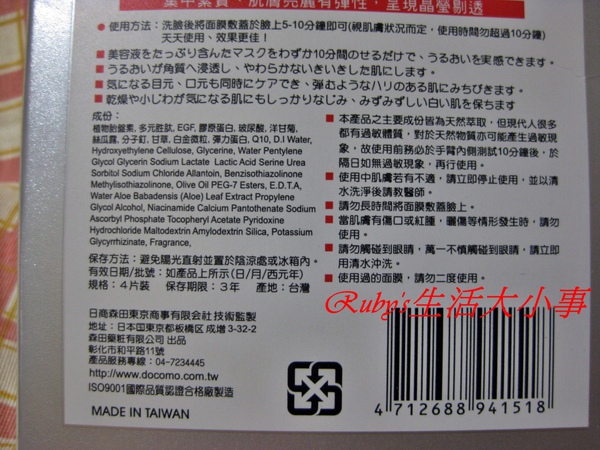 集中緊實、肌膚亮麗有彈性，呈現晶瑩剔透
● 使用方法：洗臉後將面膜敷蓋於臉上5-10分鐘即可(視肌膚狀況而定，使用時間勿超過10分鐘)
天天使用、效果更佳！
■ 美容液をたっぷり含んたマスクをわずか10分間のせるだけで、うるおいを実感できます。
■ うるおいが角質へ浸透し、やわらかないきいきした肌にします。
■ 気になる目元、口元も同時にケアでき、弾むようなハリのある肌にみちびきます。
■ 乾燥や小じわが気になる肌にもしっかりなじみ、みずみずしい白い肌を保ちます
成份：
植物胎盤素, 多元胜肽, EGF, 膠原蛋白, 玻尿酸, 洋甘菊,
絲瓜露, 分子釘, 甘草, 白金微粒, 彈力蛋白, Q10, D.I Water,
Hydroxyethylene Cellulose, Glycerine, Water Pentylene
Glycol Glycerin Sodium Lactate Lactic Acid Serine Urea
Sorbitol Sodium Chloride Allantoin, Benzisothiazolinone
Methylisothiazolinone, Olive Oil PEG-7 Esters, E.D.T.A,
Water Aloe Babadensis (Aloe) Leaf Extract Propylene
Glycol Alcohol, Niacinamide Calcium Pantothenate Sodium
Ascorbyl Phosphate Tocopheryl Acetate Pyridoxine
Hydrochloride Maltodextrin Amylodextrin Silica, Potassium
Glycyrrhizinate, Fragrance,
保存方法：避免陽光直射並置於陰涼處或冰箱內。
有效日期/批號：如產品上所示(日/月/西元年)
規格：4片裝 保存期限：3年 產地：台灣
■ 本產品之主要成份皆為天然萃取，但現代人很多
都有過敏體質，對於天然物質亦可能產生過敏現
象，故使用前務必於手臂內側測試10分鐘後，於
隔日如無過敏現象，再行使用。
■ 使用中肌膚若有不適，請立即停止使用，並以清
水洗淨後請教醫師。
■ 請勿長時間將面膜敷蓋臉上。
■ 當肌膚有傷口或紅腫，曬傷等情形發生時，請勿
使用。
■ 請勿觸碰到眼睛，萬一不慎觸碰到眼睛，請立即
用清水沖洗。
■ 使用過的面膜，請勿二度使用。
Ruby's生活大小事
日商森田東京商事有限会社技術監製
地址：日本国東京都板橋区成增3-32-2
森田藥粧有限公司
彰化市和平路11號
產品服務專線：04-7234445
http://www.docomo.com.tw
ISO9001國際品質認證合格廠製造
MADE IN TAIWAN
4 712688 941518